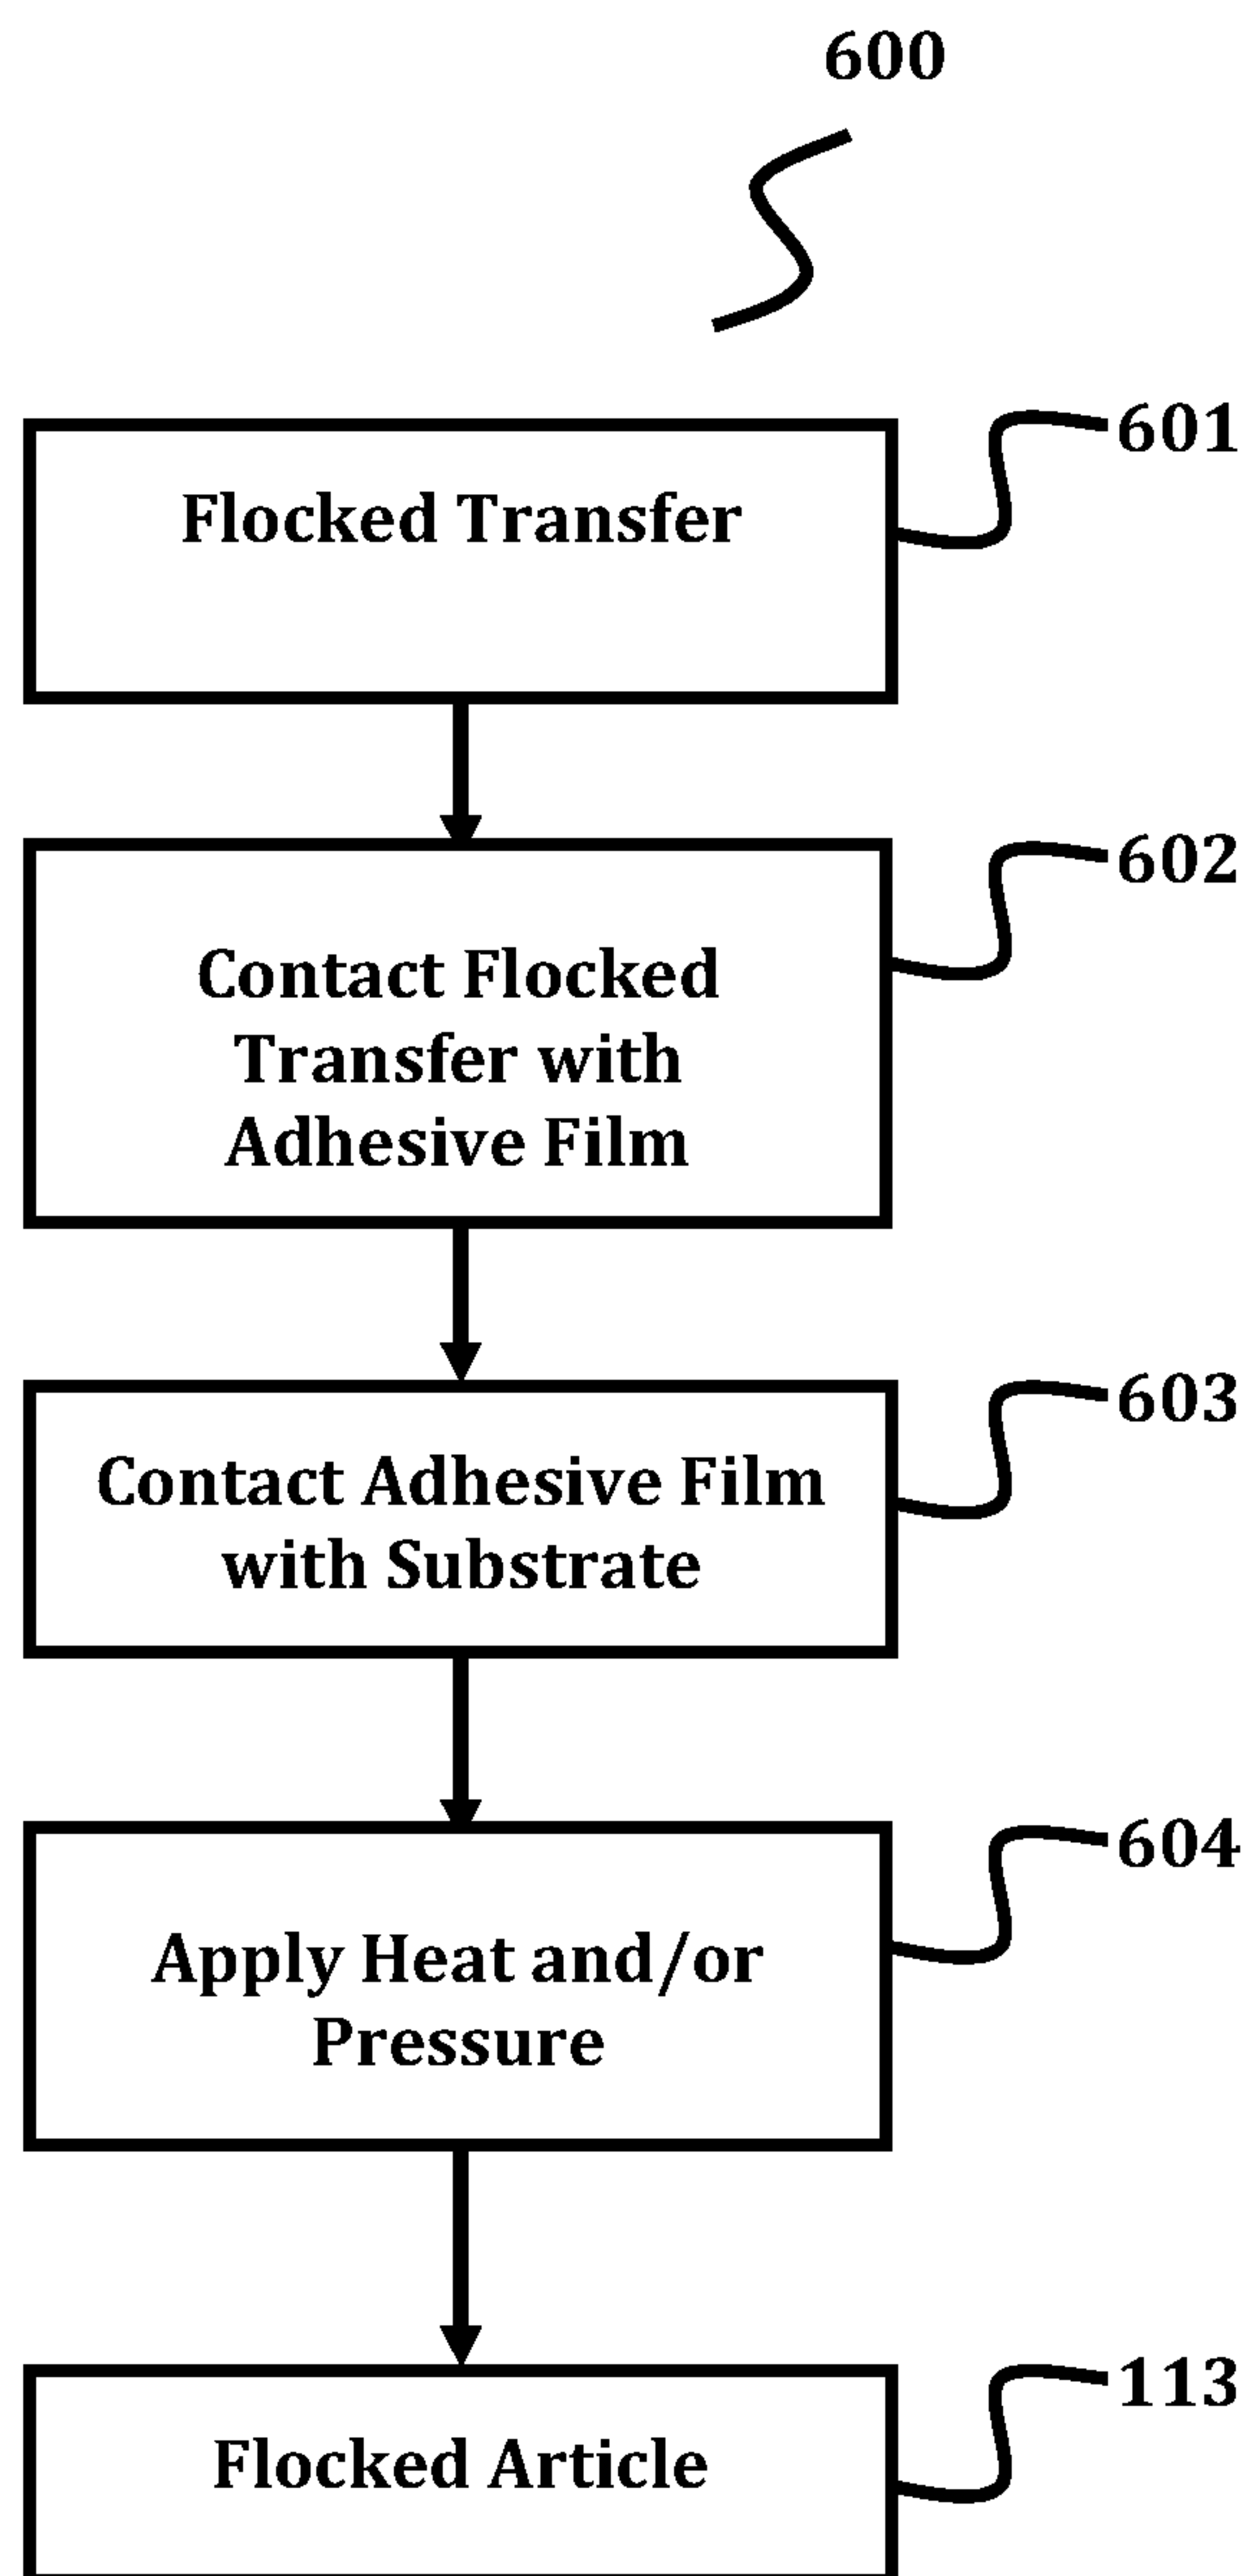 600
601
Flocked Transfer
602
Contact Flocked
Transfer with
Adhesive Film
603
Contact Adhesive Film
with Substrate
604
Apply Heat and/or
Pressure
113
Flocked Article